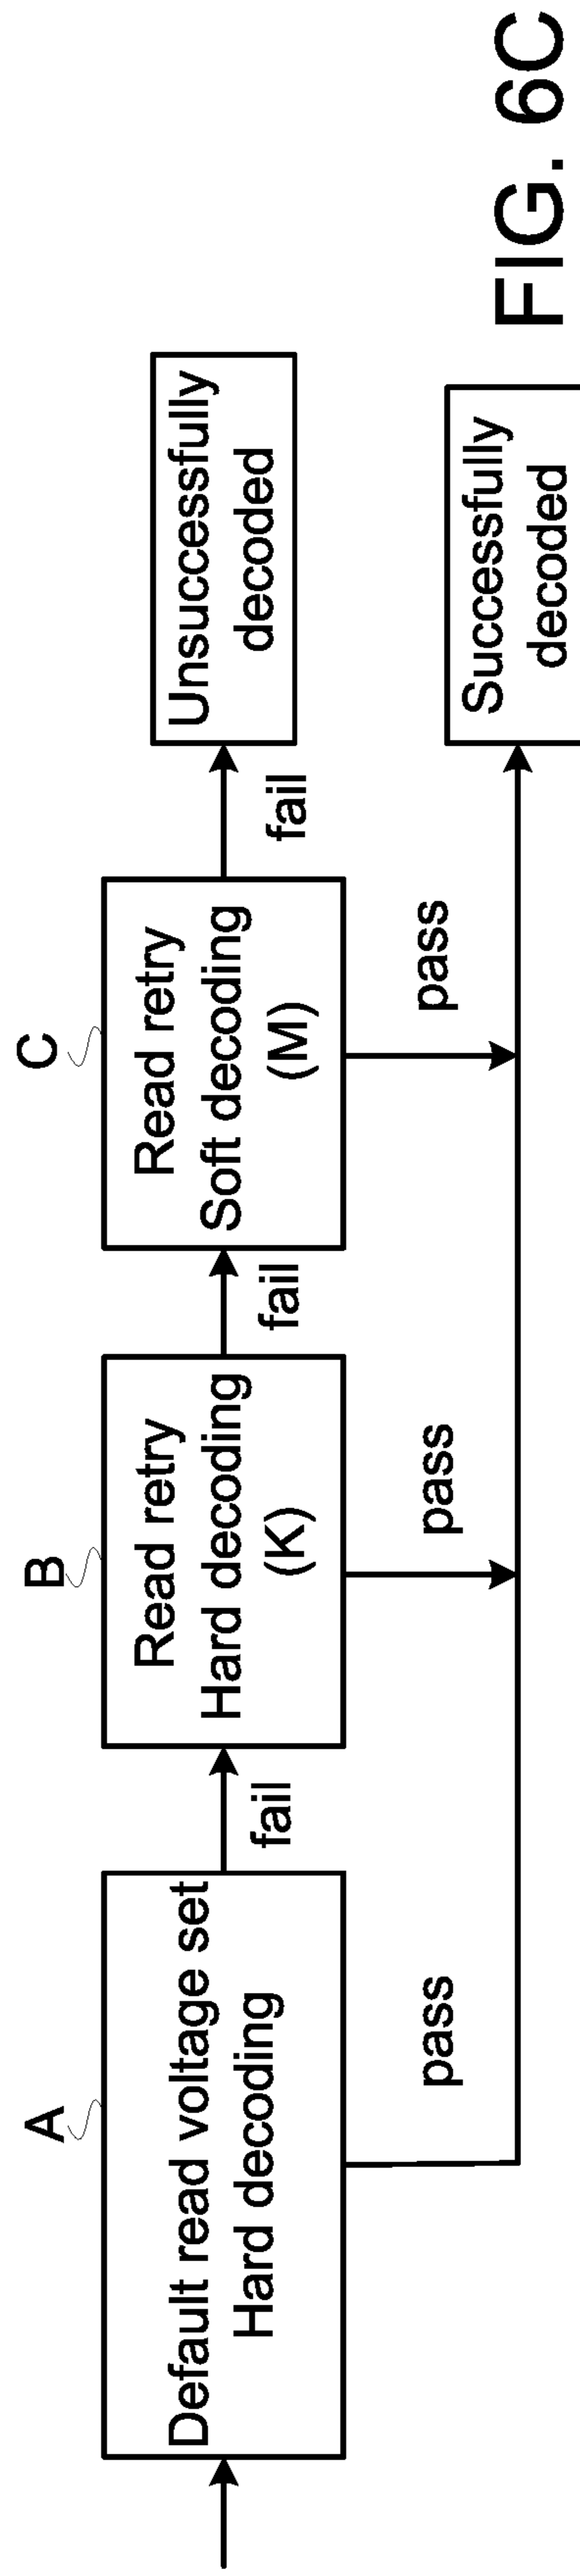 A
Default read voltage set
Hard decoding
fail
pass
B
Read retry
Hard decoding
(K)
fail
pass
C
Read retry
Soft decoding
(M)
fail
pass
Unsuccessfully
decoded
Successfully
decoded
FIG. 6C